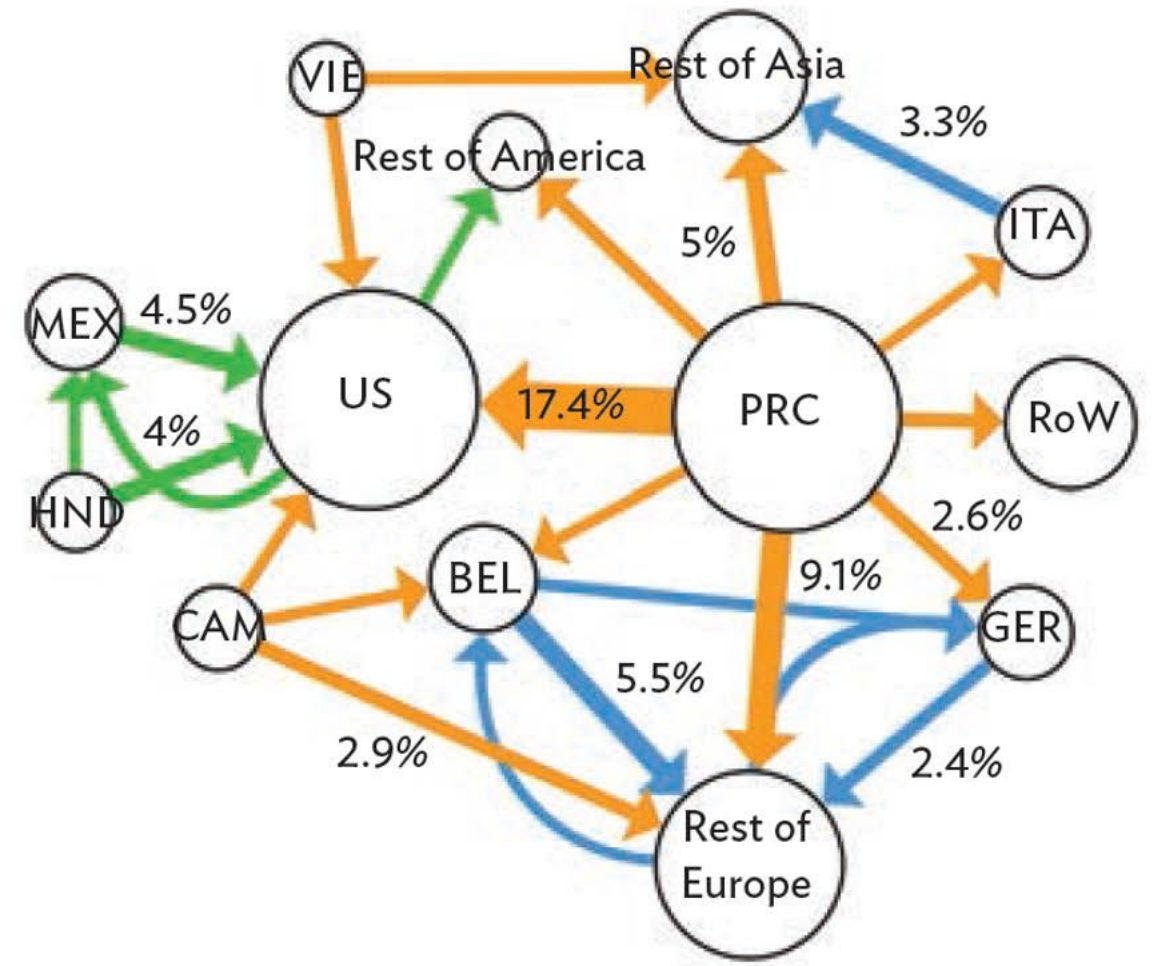 VIE
Rest of Asia
3.3%
Rest of America
ITA
5%
MEX
4.5%
US
17.4%
PRC
RoW
4%
HND
2.6%
BEL
9.1%
CAM
GER
5.5%
2.9%
2.4%
Rest of
Europe